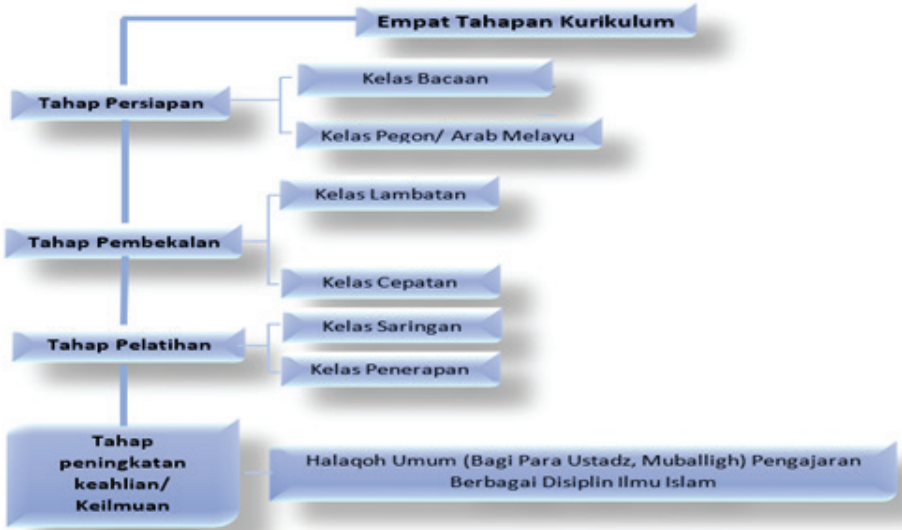 Empat Tahapan Kurikulum
Tahap Persiapan
Kelas Bacaan
Kelas Pegon/ Arab Melayu
Tahap Pembekalan
Kelas Lambatan
Kelas Cepatan
Tahap Pelatihan
Kelas Saringan
Kelas Penerapan
Tahap
peningkatan
keahlian/
Keilmuan
Halaqoh Umum (Bagi Para Ustadz, Muballigh) Pengajaran
Berbagai Disiplin Ilmu Islam